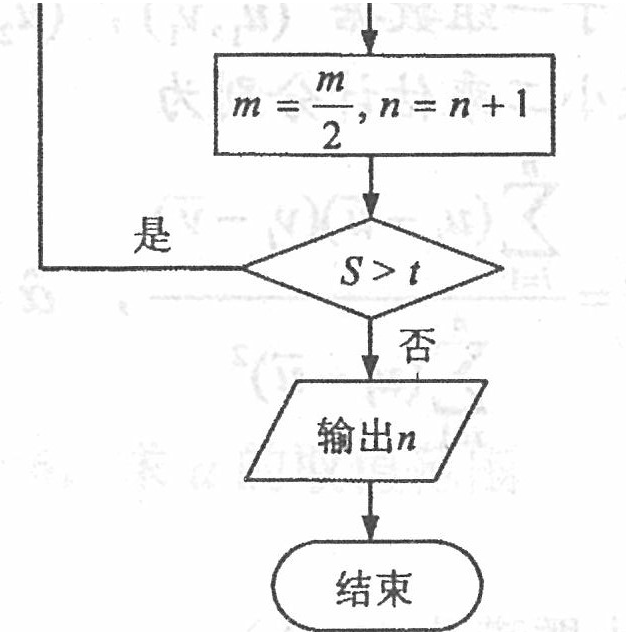 m = m/2, n = n + 1
是
S > t
否
输出n
结束